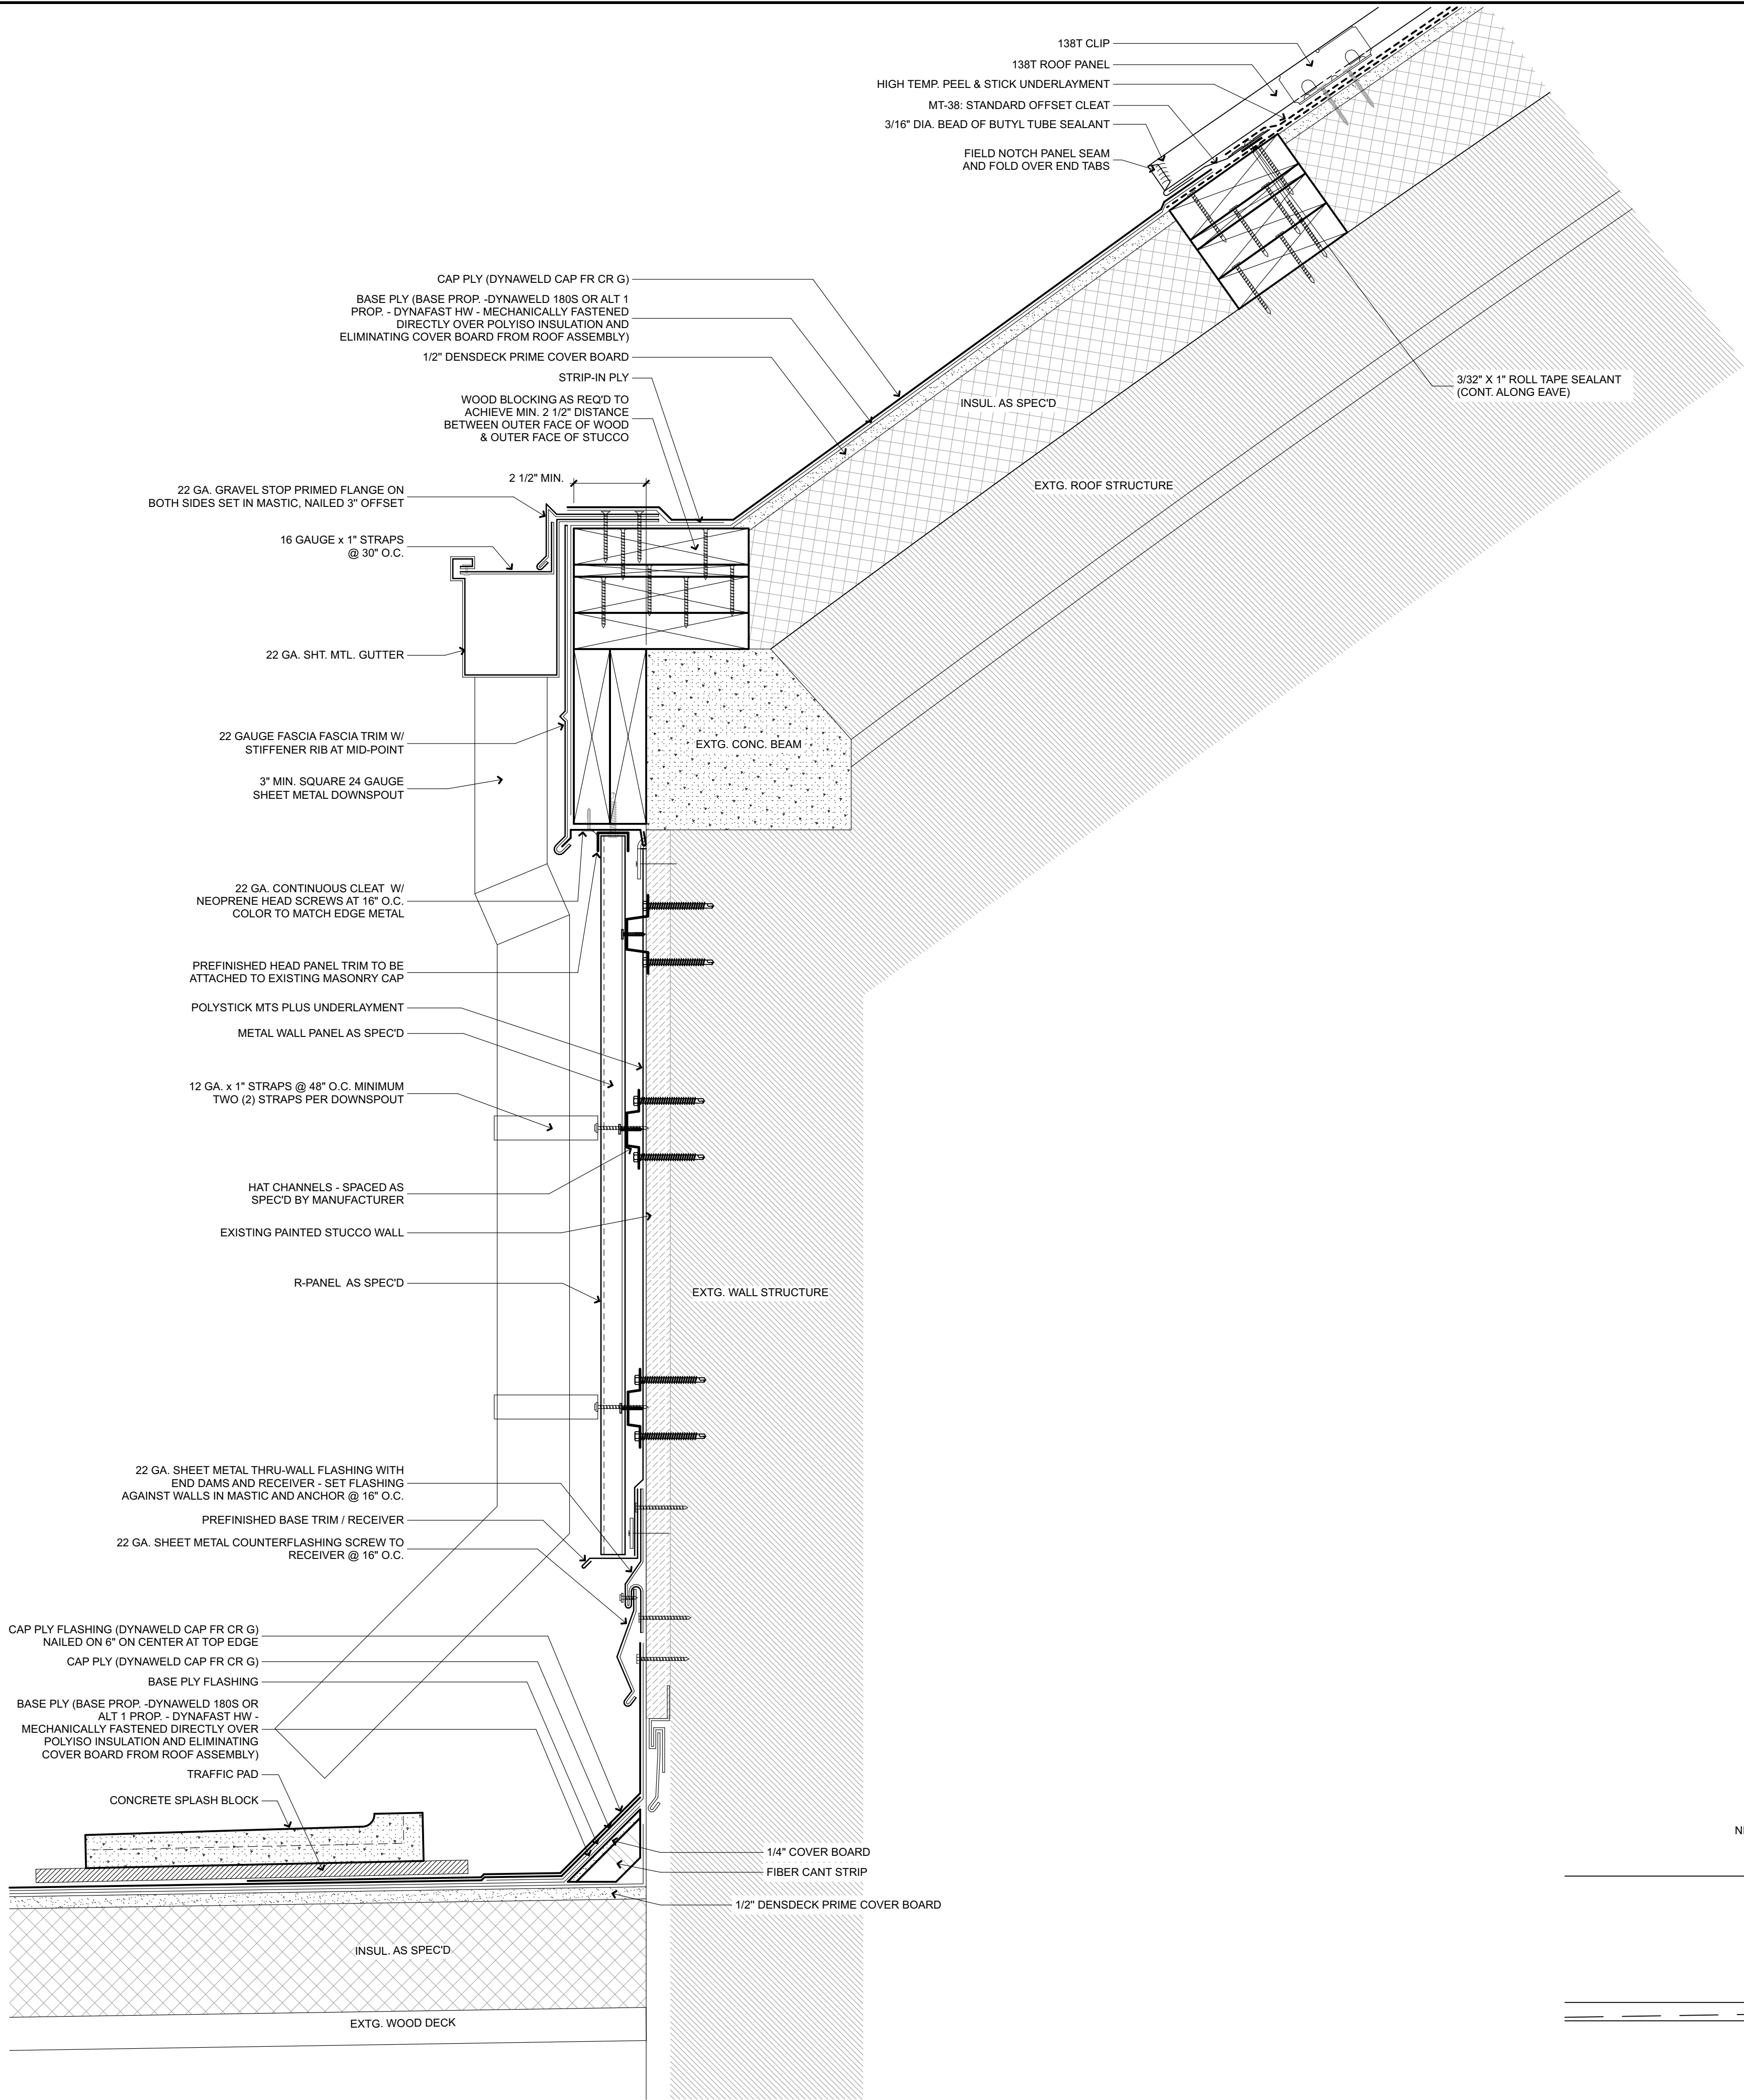 138T CLIP
138T ROOF PANEL
HIGH TEMP. PEEL & STICK UNDERLAYMENT
MT-38: STANDARD OFFSET CLEAT
3/16" DIA. BEAD OF BUTYL TUBE SEALANT
FIELD NOTCH PANEL SEAM
AND FOLD OVER END TABS
CAP PLY (DYNAWELD CAP FR CR G)
BASE PLY (BASE PROP. -DYNAWELD 180S OR ALT 1
PROP. - DYNAFAST HW - MECHANICALLY FASTENED
DIRECTLY OVER POLYISO INSULATION AND
ELIMINATING COVER BOARD FROM ROOF ASSEMBLY)
1/2" DENSDECK PRIME COVER BOARD
STRIP-IN PLY
WOOD BLOCKING AS REQ'D TO
ACHIEVE MIN. 2 1/2" DISTANCE
BETWEEN OUTER FACE OF WOOD
& OUTER FACE OF STUCCO
3/32" X 1" ROLL TAPE SEALANT
(CONT. ALONG EAVE)
INSUL. AS SPEC'D
EXTG. ROOF STRUCTURE
2 1/2" MIN.
22 GA. GRAVEL STOP PRIMED FLANGE ON
BOTH SIDES SET IN MASTIC, NAILED 3" OFFSET
16 GAUGE x 1" STRAPS
@ 30" O.C.
22 GA. SHT. MTL. GUTTER
22 GAUGE FASCIA FASCIA TRIM W/
STIFFENER RIB AT MID-POINT
EXTG. CONC. BEAM
3" MIN. SQUARE 24 GAUGE
SHEET METAL DOWNSPOUT
22 GA. CONTINUOUS CLEAT W/
NEOPRENE HEAD SCREWS AT 16" O.C.
COLOR TO MATCH EDGE METAL
PREFINISHED HEAD PANEL TRIM TO BE
ATTACHED TO EXISTING MASONRY CAP
POLYSTICK MTS PLUS UNDERLAYMENT
METAL WALL PANEL AS SPEC'D
12 GA. x 1" STRAPS @ 48" O.C. MINIMUM
TWO (2) STRAPS PER DOWNSPOUT
HAT CHANNELS - SPACED AS
SPEC'D BY MANUFACTURER
EXISTING PAINTED STUCCO WALL
R-PANEL AS SPEC'D
EXTG. WALL STRUCTURE
22 GA. SHEET METAL THRU-WALL FLASHING WITH
END DAMS AND RECEIVER - SET FLASHING
AGAINST WALLS IN MASTIC AND ANCHOR @ 16" O.C.
PREFINISHED BASE TRIM / RECEIVER
22 GA. SHEET METAL COUNTERFLASHING SCREW TO
RECEIVER @ 16" O.C.
CAP PLY FLASHING (DYNAWELD CAP FR CR G)
NAILED ON 6" ON CENTER AT TOP EDGE
CAP PLY (DYNAWELD CAP FR CR G)
BASE PLY FLASHING
BASE PLY (BASE PROP. -DYNAWELD 180S OR
ALT 1 PROP. - DYNAFAST HW -
MECHANICALLY FASTENED DIRECTLY OVER
POLYISO INSULATION AND ELIMINATING
COVER BOARD FROM ROOF ASSEMBLY)
TRAFFIC PAD
CONCRETE SPLASH BLOCK
1/4" COVER BOARD
FIBER CANT STRIP
1/2" DENSDECK PRIME COVER BOARD
INSUL. AS SPEC'D
EXTG. WOOD DECK